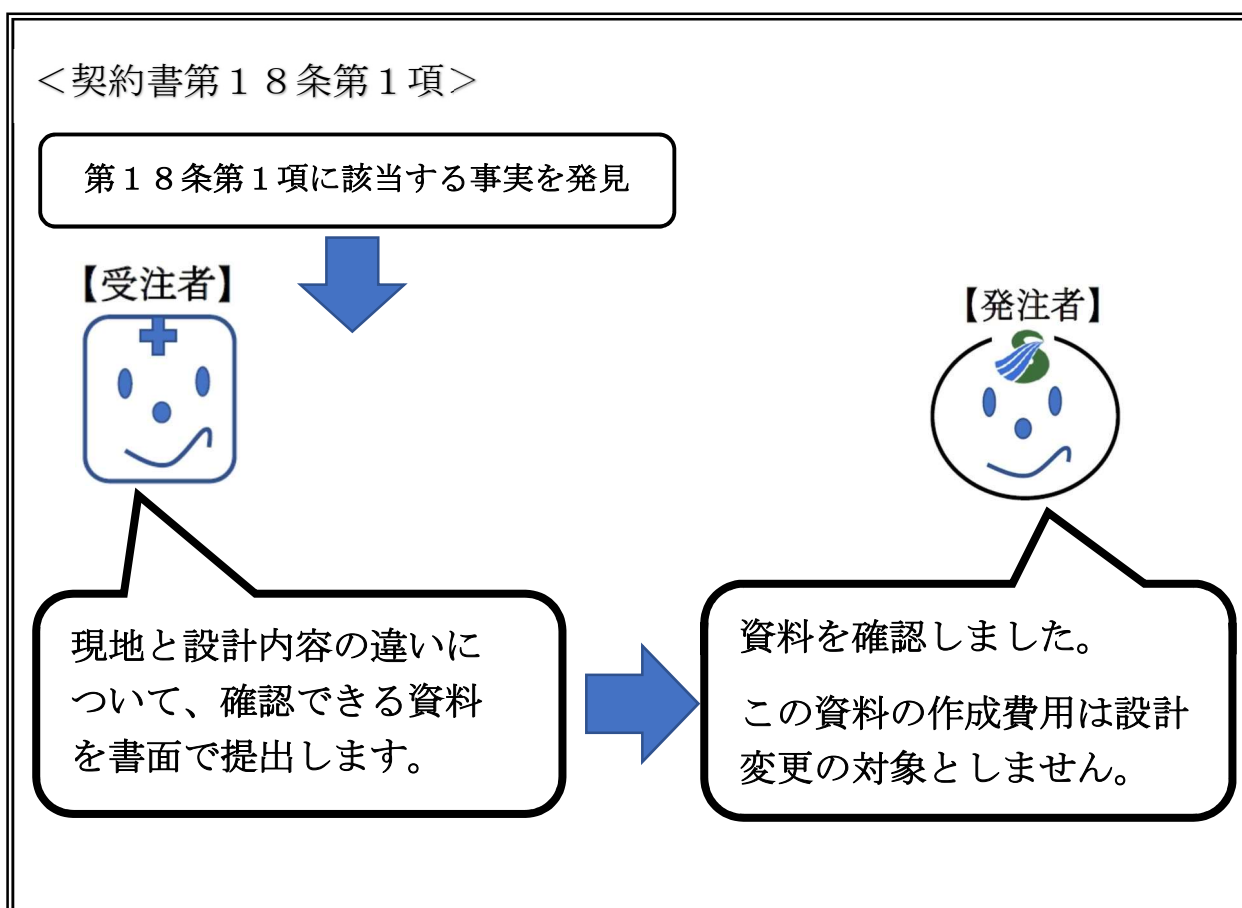 ＜契約書第１８条第１項＞
第１８条第１項に該当する事実を発見
【受注者】
【発注者】
現地と設計内容の違いに
ついて、確認できる資料
を書面で提出します。
資料を確認しました。
この資料の作成費用は設計
変更の対象としません。